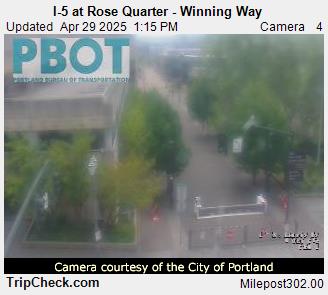 I-5 at Rose Quarter - Winning Way
Updated Apr 29 2025 1:15 PM Camera 4
PBOT
PORTLAND BUREAU OF TRANSPORTATION
Camera courtesy of the City of Portland
TripCheck.com Milepost302.00